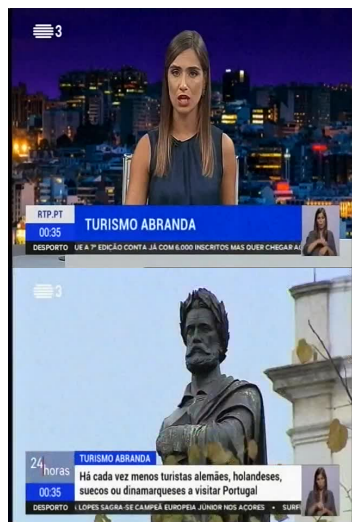 3
RTP.PT
TURISMO ABRANDA
00:35
DESPORTO UE A 7ª EDIÇÃO CONTA JÁ COM 6.000 INSCRITOS MAS QUER CHEGAR A
3
24
horas
TURISMO ABRANDA
Há cada vez menos turistas alemães, holandeses,
suecos ou dinamarqueses a visitar Portugal
00:35
DESPORTO LOPES SAGRA-SE CAMPEÃ EUROPEIA JÚNIOR NOS AÇORES • SURF